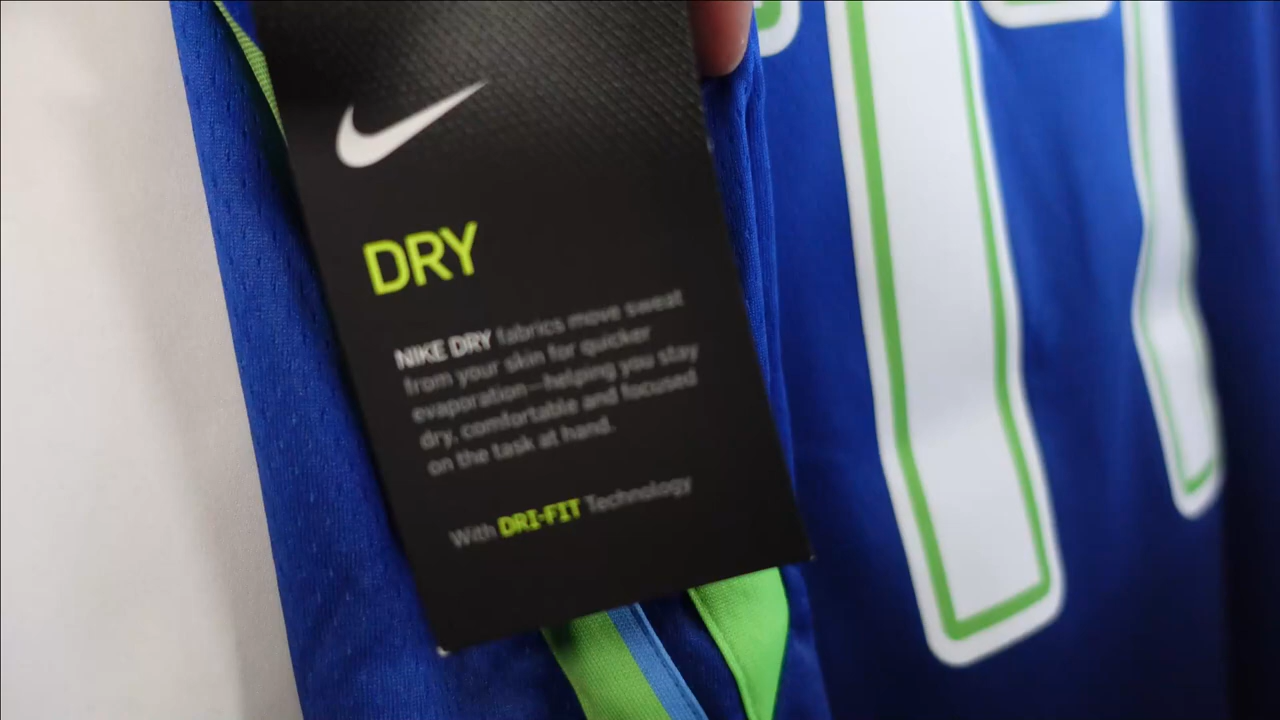 DRY
NIKE DRY fabrics move sweat
from your skin for quicker
evaporation—helping you stay
dry, comfortable and focused
on the task at hand.
With DRI-FIT Technology